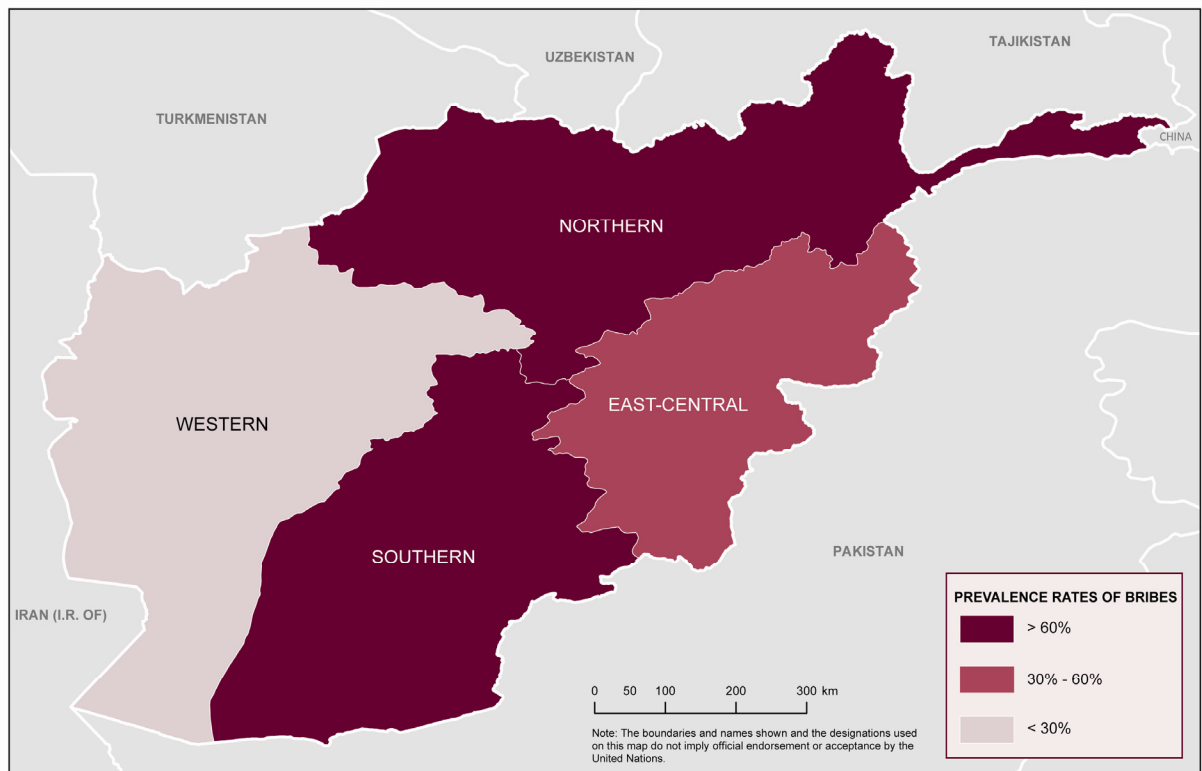 UZBEKISTAN
TAJIKISTAN
TURKMENISTAN
CHINA
NORTHERN
WESTERN
EAST-CENTRAL
SOUTHERN
PAKISTAN
IRAN (I.R. OF)
PREVALENCE RATES OF BRIBES
> 60%
30% - 60%
< 30%
0 50 100 200 300 km
Note: The boundaries and names shown and the designations used
on this map do not imply official endorsement or acceptance by the
United Nations.